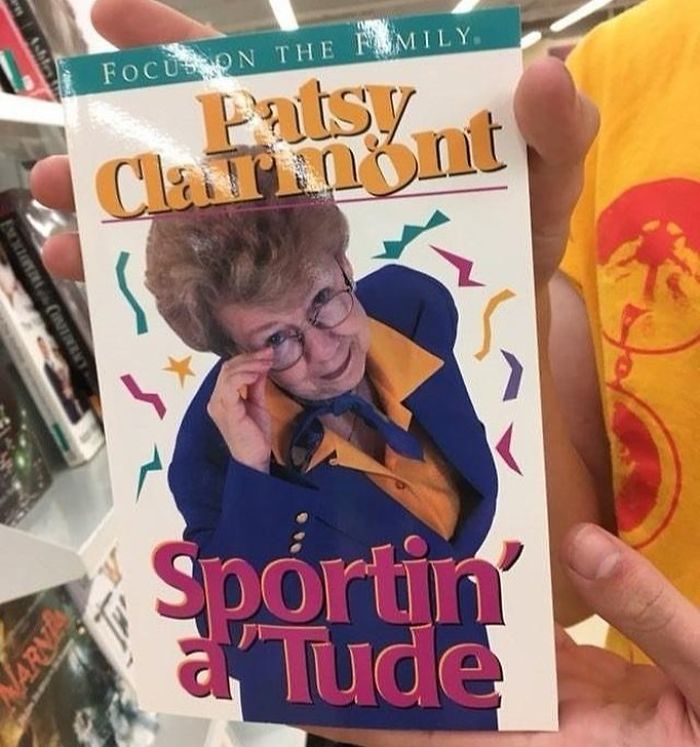 FOCUS ON THE FAMILY®
Patsy
Clairmont
Sportin'
a 'Tude
NARNIA